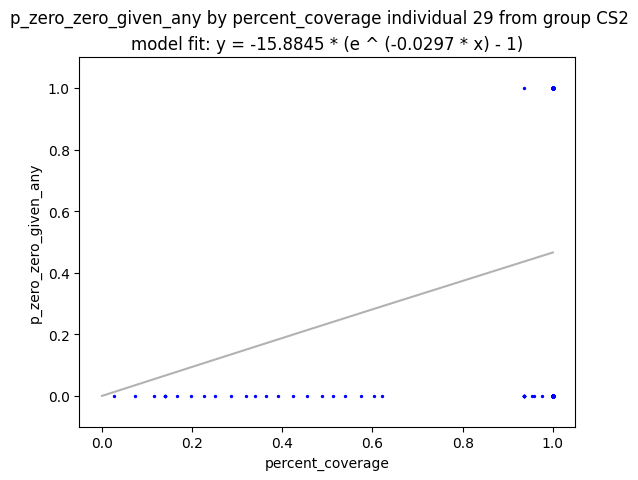 p_zero_zero_given_any by percent_coverage individual 29 from group CS2
model fit: y = -15.8845 * (e ^ (-0.0297 * x) - 1)
1.0
0.8
0.6
0.4
0.2
0.0
p_zero_zero_given_any
0.0 0.2 0.4 0.6 0.8 1.0
percent_coverage